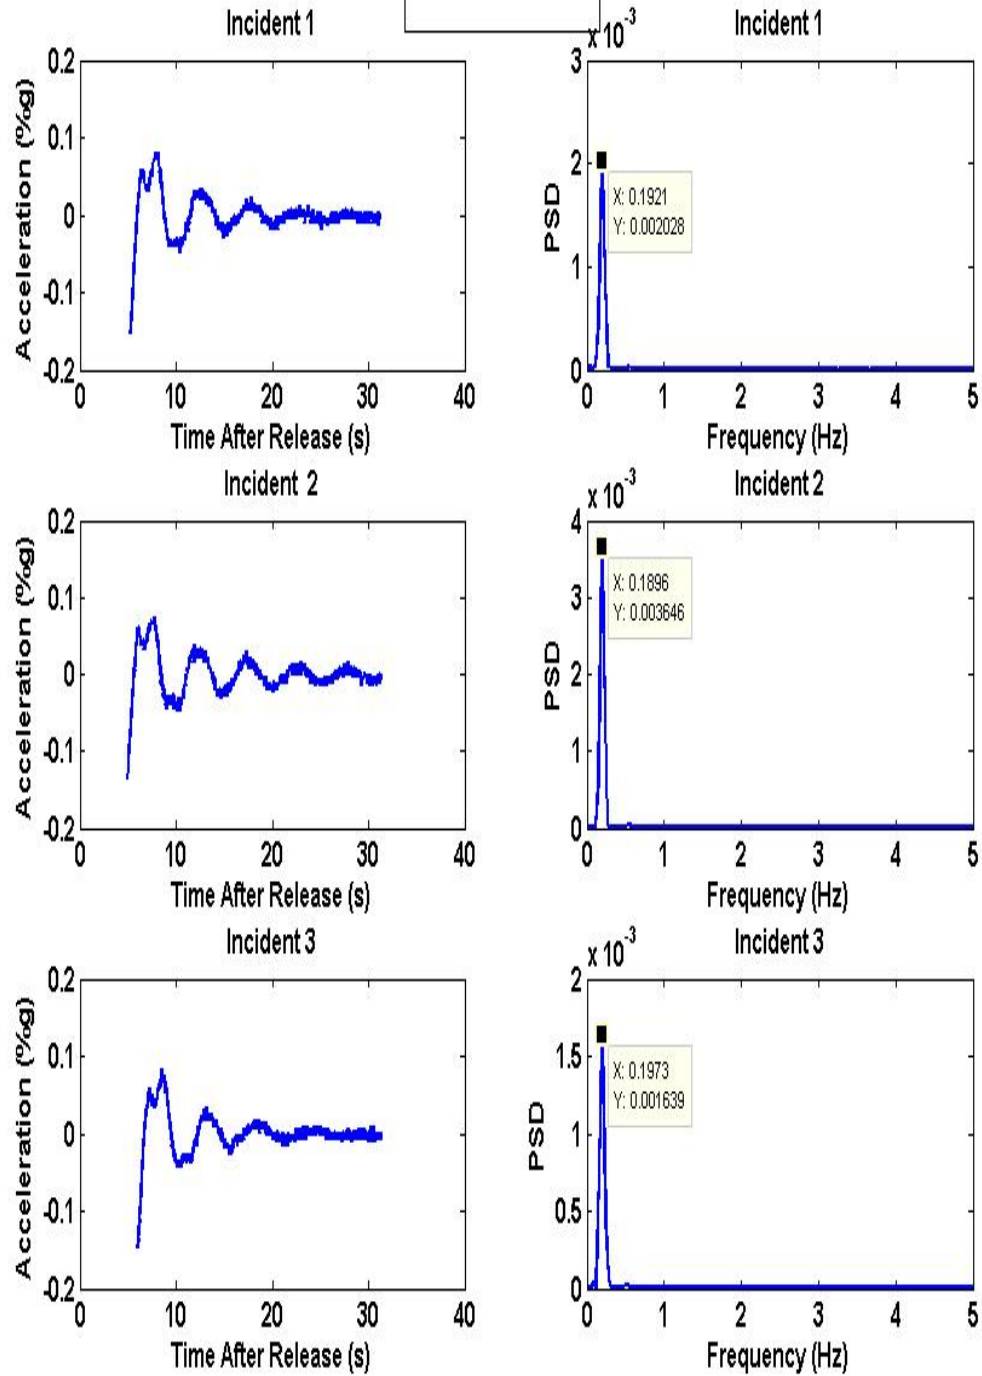 Incident 1
Acceleration (%g)
0.2
0.1
0
-0.1
-0.2
0 10 20 30 40
Time After Release (s)
Incident 1
x 10-3
PSD
3
2
1
0
X: 0.1921
Y: 0.002028
0 1 2 3 4 5
Frequency (Hz)
Incident 2
Acceleration (%g)
0.2
0.1
0
-0.1
-0.2
0 10 20 30 40
Time After Release (s)
Incident 2
x 10-3
PSD
4
3
2
1
0
X: 0.1896
Y: 0.003646
0 1 2 3 4 5
Frequency (Hz)
Incident 3
Acceleration (%g)
0.2
0.1
0
-0.1
-0.2
0 10 20 30 40
Time After Release (s)
Incident 3
x 10-3
PSD
2
1.5
1
0.5
0
X: 0.1973
Y: 0.001639
0 1 2 3 4 5
Frequency (Hz)